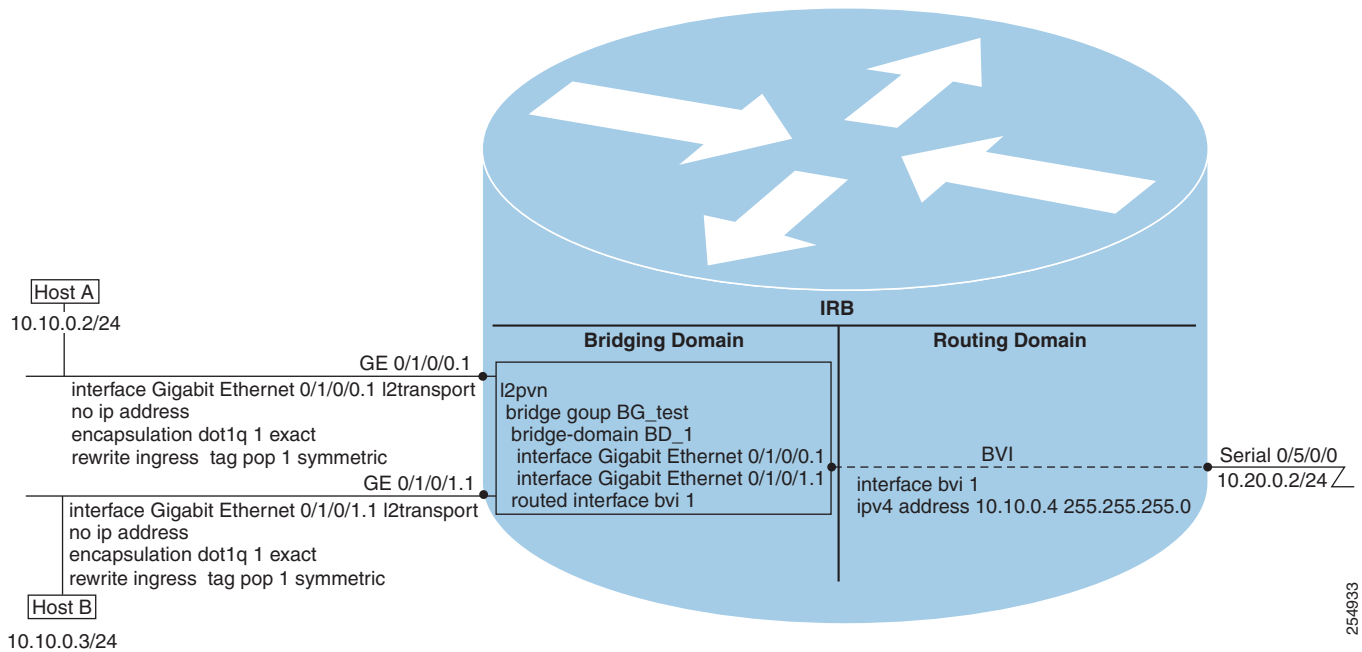 Host A
10.10.0.2/24
GE 0/1/0/0.1
interface Gigabit Ethernet 0/1/0/0.1 l2transport
no ip address
encapsulation dot1q 1 exact
rewrite ingress tag pop 1 symmetric
GE 0/1/0/1.1
interface Gigabit Ethernet 0/1/0/1.1 l2transport
no ip address
encapsulation dot1q 1 exact
rewrite ingress tag pop 1 symmetric
Host B
10.10.0.3/24
IRB
Bridging Domain
l2pvn
bridge goup BG_test
bridge-domain BD_1
interface Gigabit Ethernet 0/1/0/0.1
interface Gigabit Ethernet 0/1/0/1.1
routed interface bvi 1
Routing Domain
BVI
interface bvi 1
ipv4 address 10.10.0.4 255.255.255.0
Serial 0/5/0/0
10.20.0.2/24
254933